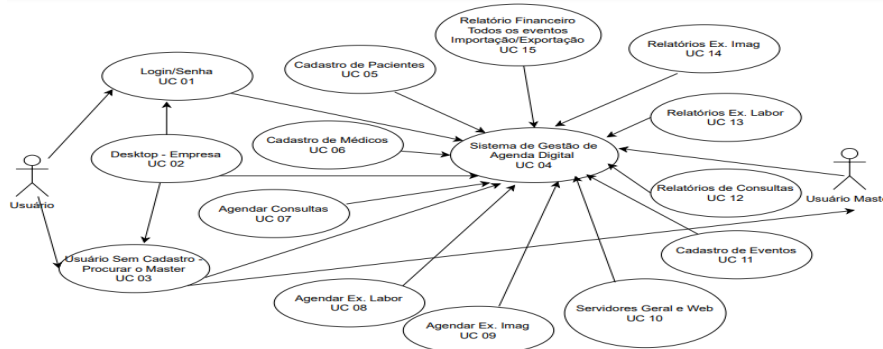 Relatório Financeiro
Todos os eventos
Importação/Exportação
UC 15
Relatórios Ex. Imag
UC 14
Login/Senha
UC 01
Cadastro de Pacientes
UC 05
Relatórios Ex. Labor
UC 13
Cadastro de Médicos
UC 06
Sistema de Gestão de
Agenda Digital
UC 04
Desktop - Empresa
UC 02
Usuário
Relatórios de Consultas
UC 12
Usuário Mast
Agendar Consultas
UC 07
Cadastro de Eventos
UC 11
Usuário Sem Cadastro -
Procurar o Master
UC 03
Agendar Ex. Labor
UC 08
Servidores Geral e Web
UC 10
Agendar Ex. Imag
UC 09